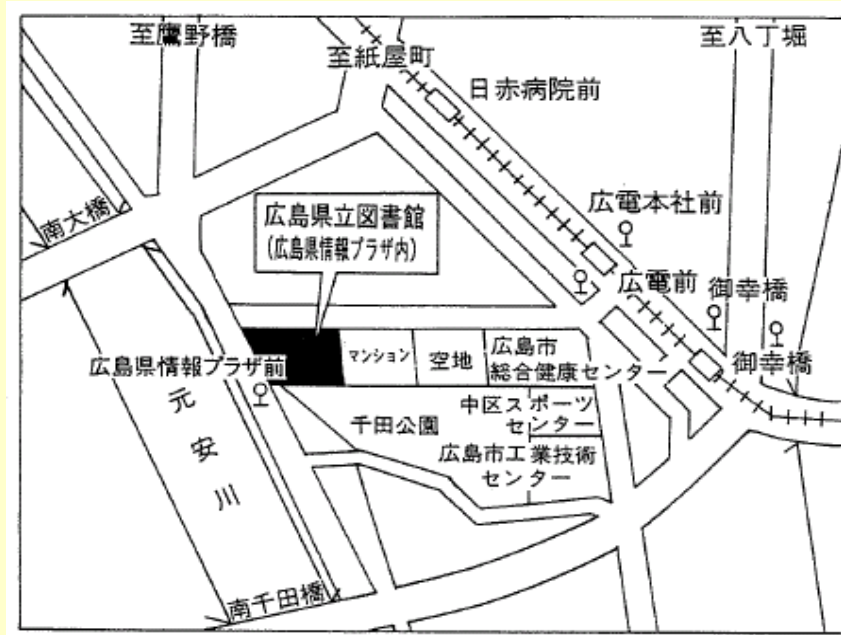 至鷹野橋
至紙屋町
至八丁堀
日赤病院前
南大橋
広島県立図書館
(広島県情報プラザ内)
広電本社前
広電前
御幸橋
御幸橋
広島県情報プラザ前
マンション
空地
広島市
総合健康センター
元安川
千田公園
中区スポーツ
センター
広島市工業技術
センター
南千田橋